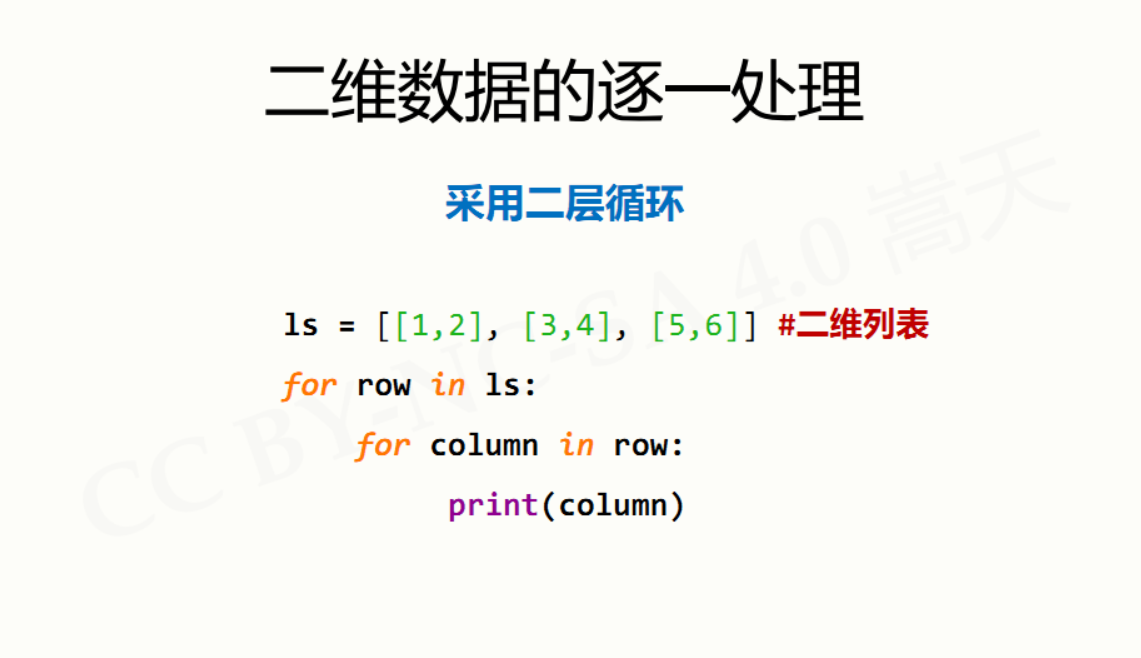 二维数据的逐一处理
采用二层循环
ls = [[1,2], [3,4], [5,6]] #二维列表
for row in ls:
for column in row:
print(column)
CC BY-NC-SA 4.0 嵩天